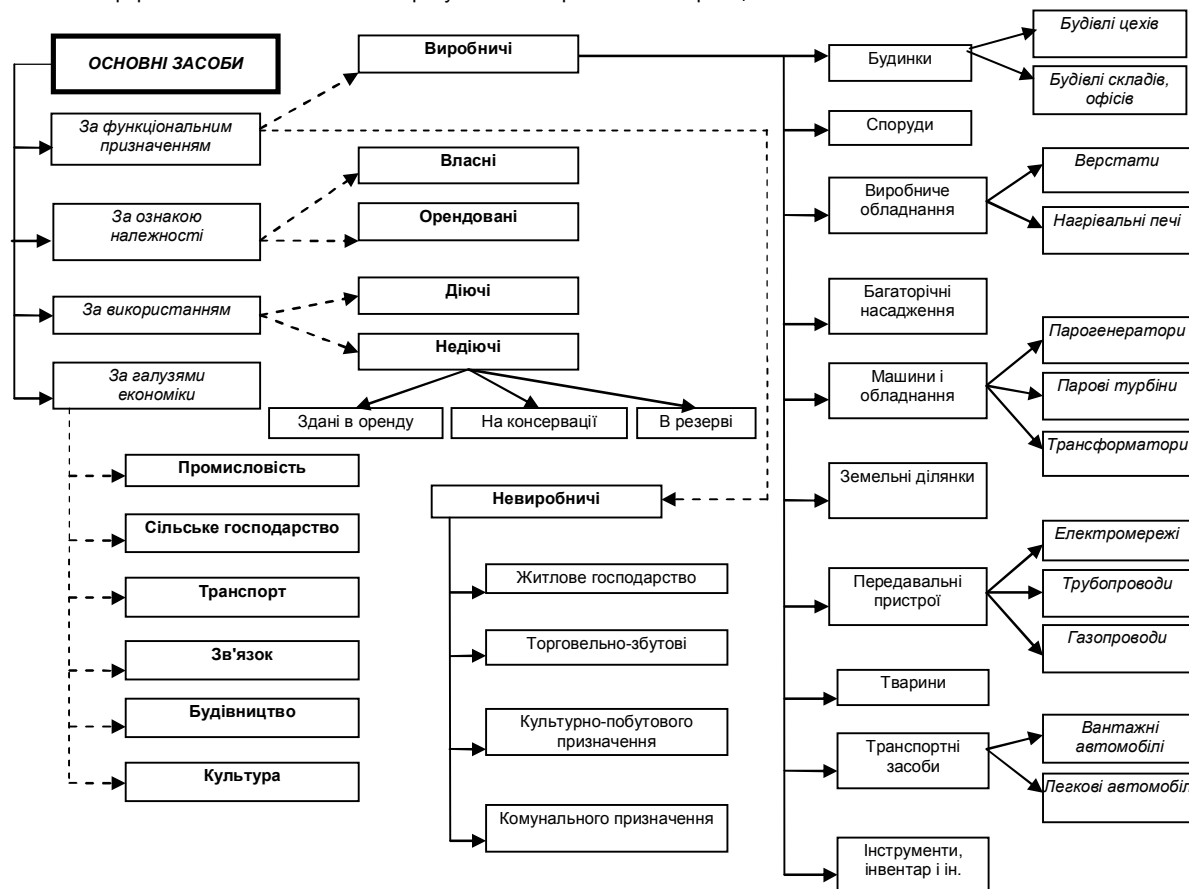 ОСНОВНІ ЗАСОБИ
За функціональним
призначенням
За ознакою
належності
За використанням
За галузями
економіки
Виробничі
Власні
Орендовані
Діючі
Недіючі
Здані в оренду
На консервації
В резерві
Промисловість
Сільське господарство
Транспорт
Зв'язок
Будівництво
Культура
Невиробничі
Житлове господарство
Торговельно-збутові
Культурно-побутового
призначення
Комунального призначення
Будинки
Споруди
Виробниче
обладнання
Багаторічні
насадження
Машини і
обладнання
Земельні ділянки
Передавальні
пристрої
Тварини
Транспортні
засоби
Інструменти,
інвентар і ін.
Будівлі цехів
Будівлі складів,
офісів
Верстати
Нагрівальні печі
Парогенератори
Парові турбіни
Трансформатори
Електромережі
Трубопроводи
Газопроводи
Вантажні
автомобілі
Легкові автомобілі